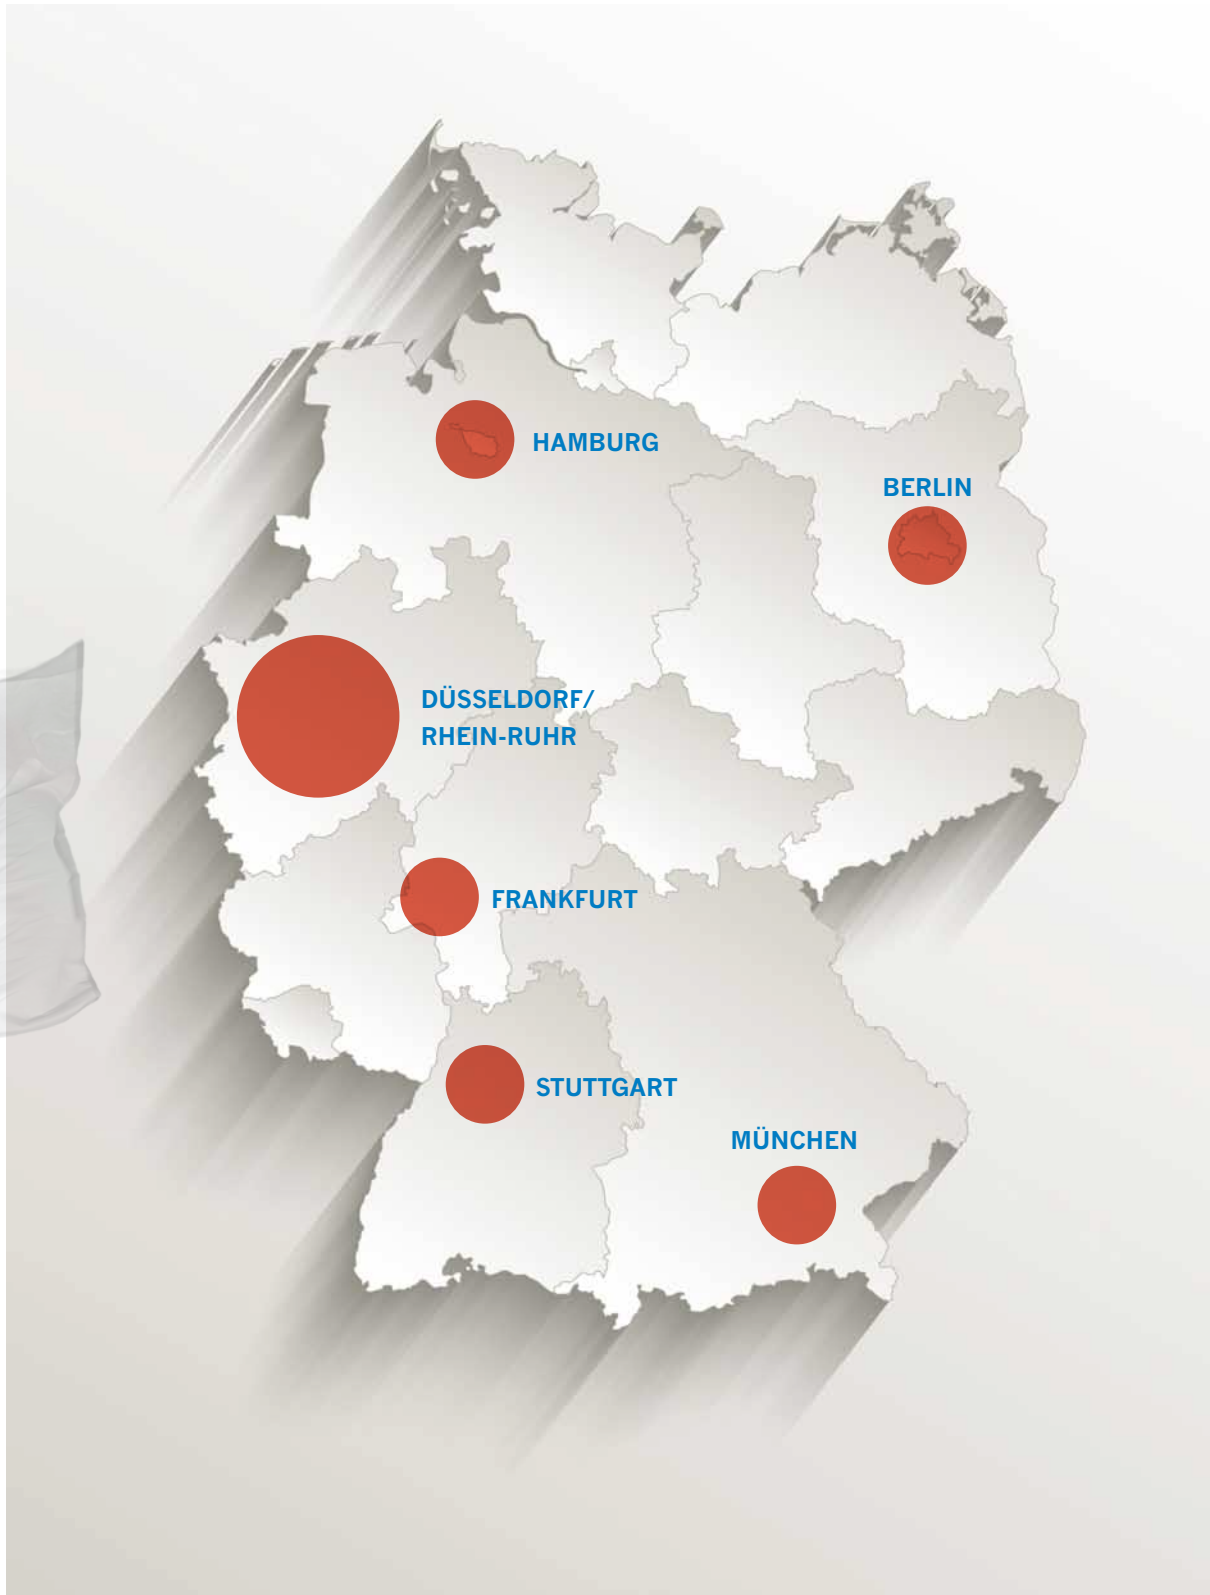 HAMBURG
BERLIN
DÜSSELDORF/
RHEIN-RUHR
FRANKFURT
STUTTGART
MÜNCHEN